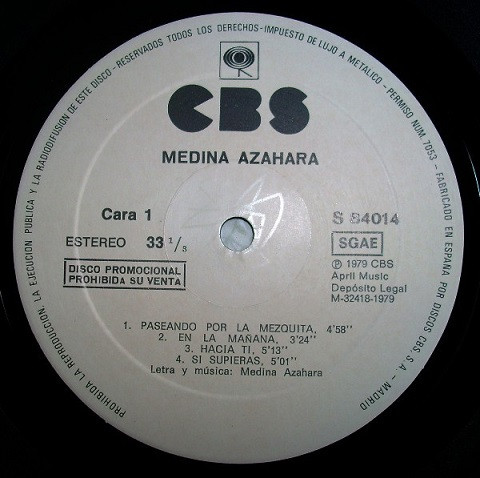 PROHIBIDA LA REPRODUCCION, LA EJECUCION PUBLICA Y LA RADIODIFUSION DE ESTE DISCO-RESERVADOS TODOS LOS DERECHOS-IMPUESTO DE LUJO A METALICO - PERMISO NUM. 7053 - FABRICADO EN ESPAÑA POR DISCOS CBS, S. A. - MADRID
CBS
MEDINA AZAHARA
Cara 1
S 84014
ESTEREO 33 1/3
SGAE
DISCO PROMOCIONAL
PROHIBIDA SU VENTA
Ⓟ 1979 CBS
April Music
Depósito Legal
M-32418-1979
1. PASEANDO POR LA MEZQUITA, 4'58''
2. EN LA MAÑANA, 3'24''
3. HACIA TI, 5'13''
4. SI SUPIERAS, 5'01''
Letra y música: Medina Azahara